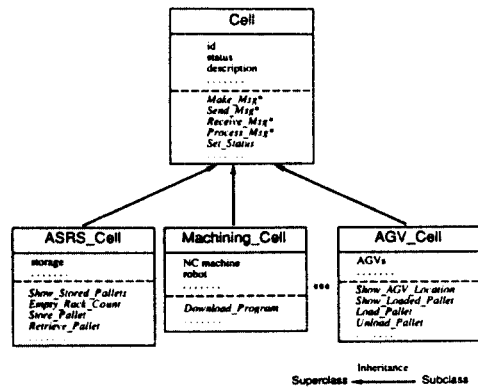 Cell
id
status
description
. . . . . . .
Make_Msg*
Send_Msg*
Receive_Msg*
Process_Msg*
Set_Status
. . . . . . .
ASRS_Cell
storage
. . . . . . .
Show_Stored_Pallets
Empty_Rack_Count
Store_Pallet
Retrieve_Pallet
. . . . . . .
Machining_Cell
NC machine
robot
. . . . . . .
Download_Program
. . . . . . .
•••
AGV_Cell
AGVs
. . . . . . .
Show_AGV_Location
Show_Loaded_Pallet
Load_Pallet
Unload_Pallet
. . . . . . .
Inheritance
Superclass Subclass